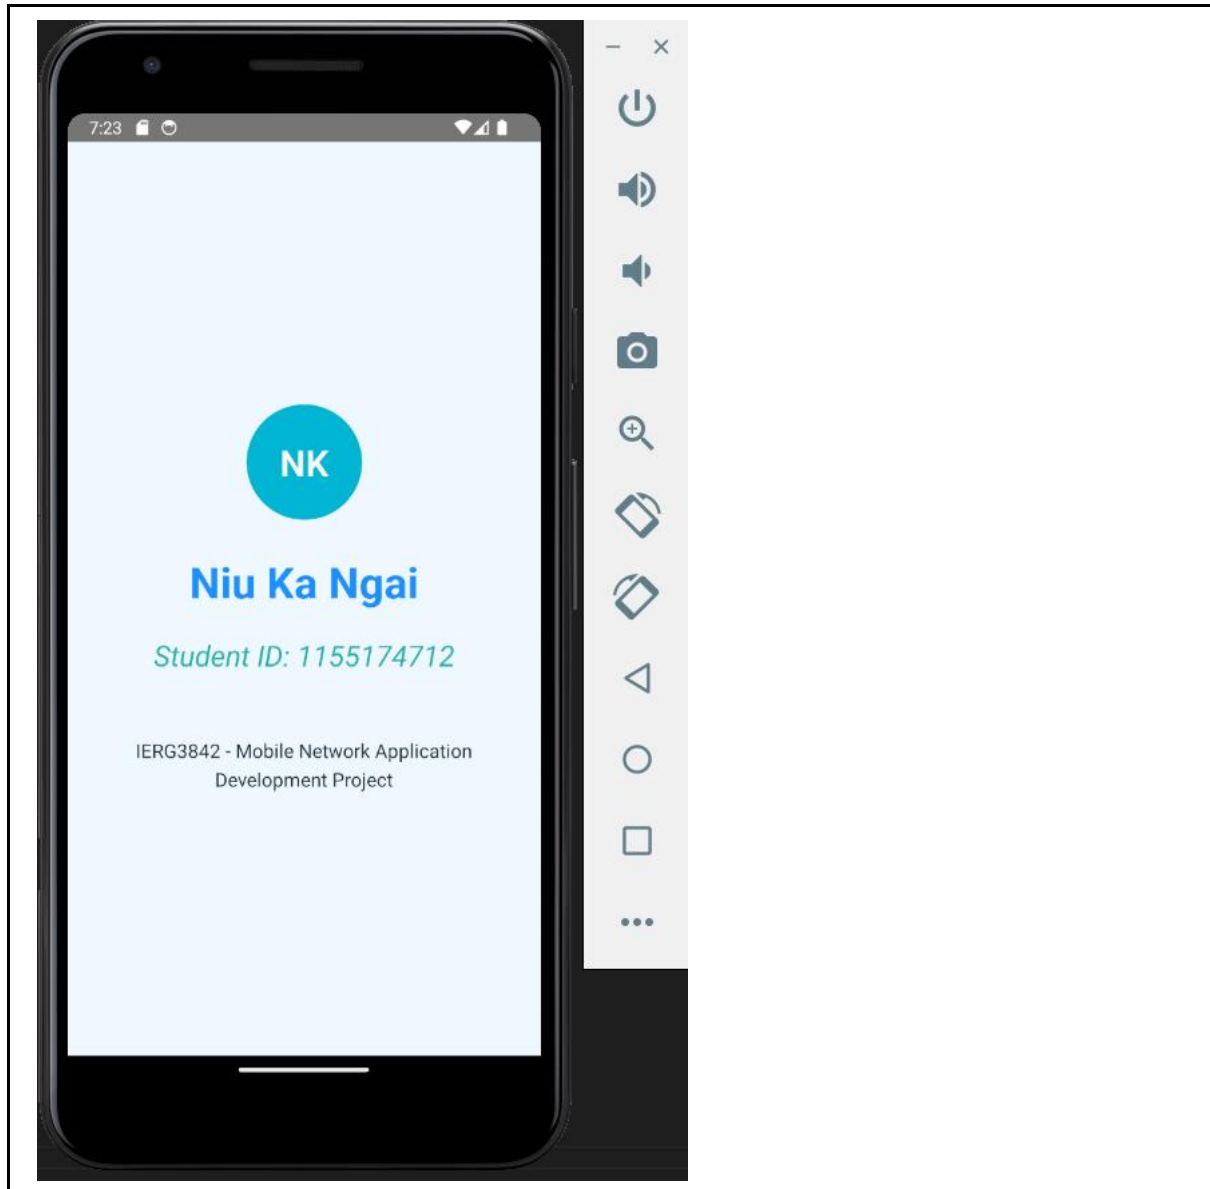 7:23
NK
Niu Ka Ngai
Student ID: 1155174712
IERG3842 - Mobile Network Application
Development Project